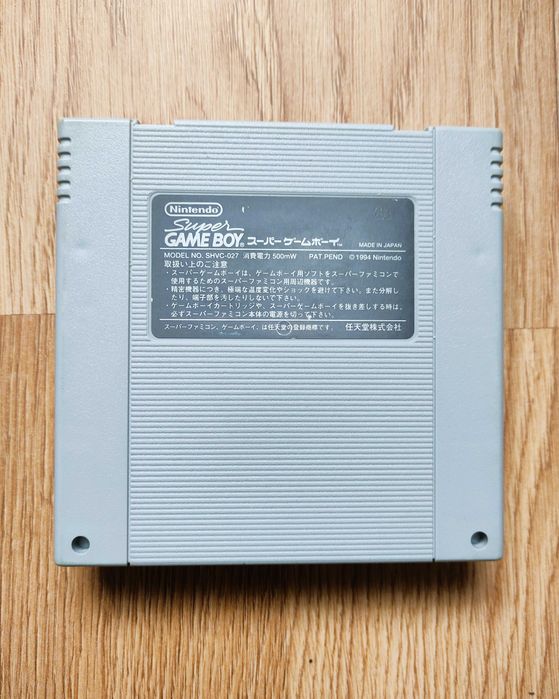 Nintendo
Super
GAME BOY® スーパーゲームボーイ™ MADE IN JAPAN
MODEL NO. SHVC-027 消費電力 500mW PAT PEND ©1994 Nintendo
取扱い上のご注意
・スーパーゲームボーイは、ゲームボーイ用ソフトをスーパーファミコンで
使用するためのスーパーファミコン用周辺機器です。
・精密機器につき、極端な温度変化やショックを避けて下さい。また分解し
たり、端子部を汚したりしないで下さい。
・ゲームボーイカートリッジや、スーパーゲームボーイを抜き差しする時は、
必ずスーパーファミコン本体の電源を切って下さい。
スーパーファミコン、ゲームボーイ、は任天堂の登録商標です。 任天堂株式会社